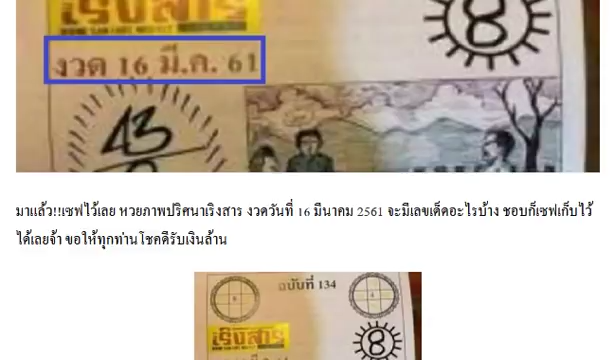 เริงสาร
8
งวด 16 มี.ค. 61
43
มาแล้ว!!เซฟไว้เลย หวยภาพปริศนาเริงสาร งวดวันที่ 16 มีนาคม 2561 จะมีเลขเด็ดอะไรบ้าง ชอบก็เซฟเก็บไว้
ได้เลยจ้า ขอให้ทุกท่าน โชคดีรับเงินล้าน
ฉบับที่ 134
เริงสาร
8